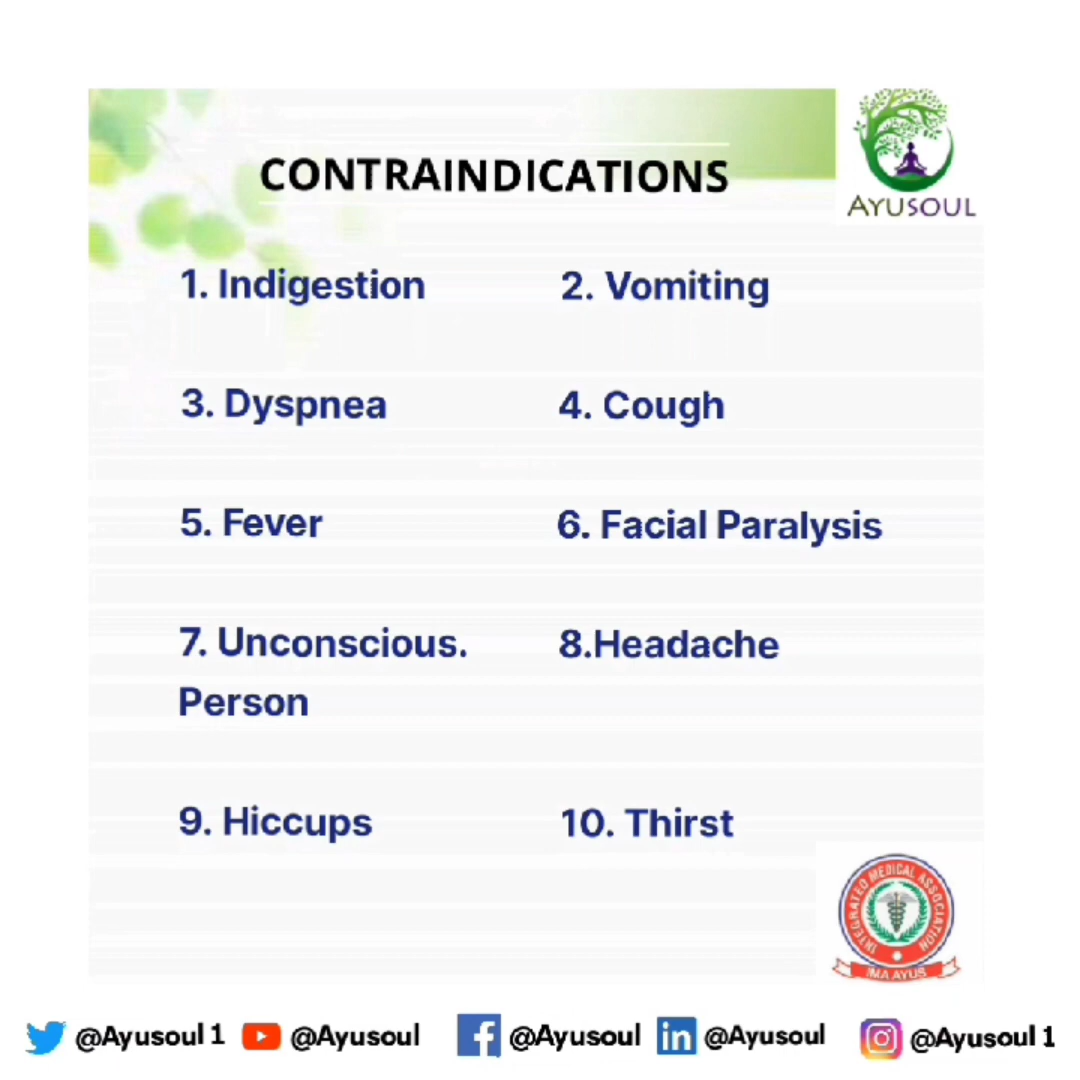 CONTRAINDICATIONS
AYUSOUL
1. Indigestion
2. Vomiting
3. Dyspnea
4. Cough
5. Fever
6. Facial Paralysis
7. Unconscious.
Person
8.Headache
9. Hiccups
10. Thirst
INTEGRATED MEDICAL ASSOCIATION
IMA AYUS
@Ayusoul 1
@Ayusoul
@Ayusoul
@Ayusoul
@Ayusoul 1